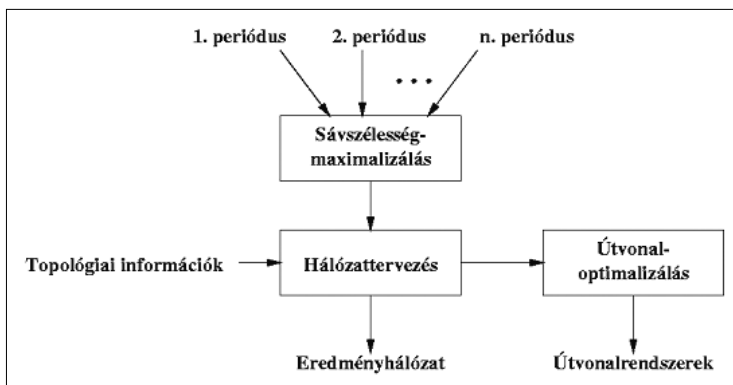 1. periódus 2. periódus n. periódus
• • •
Sávszélesség-
maximalizálás
Topológiai információk
Hálózattervezés
Útvonal-
optimalizálás
Eredményhálózat
Útvonalrendszerek